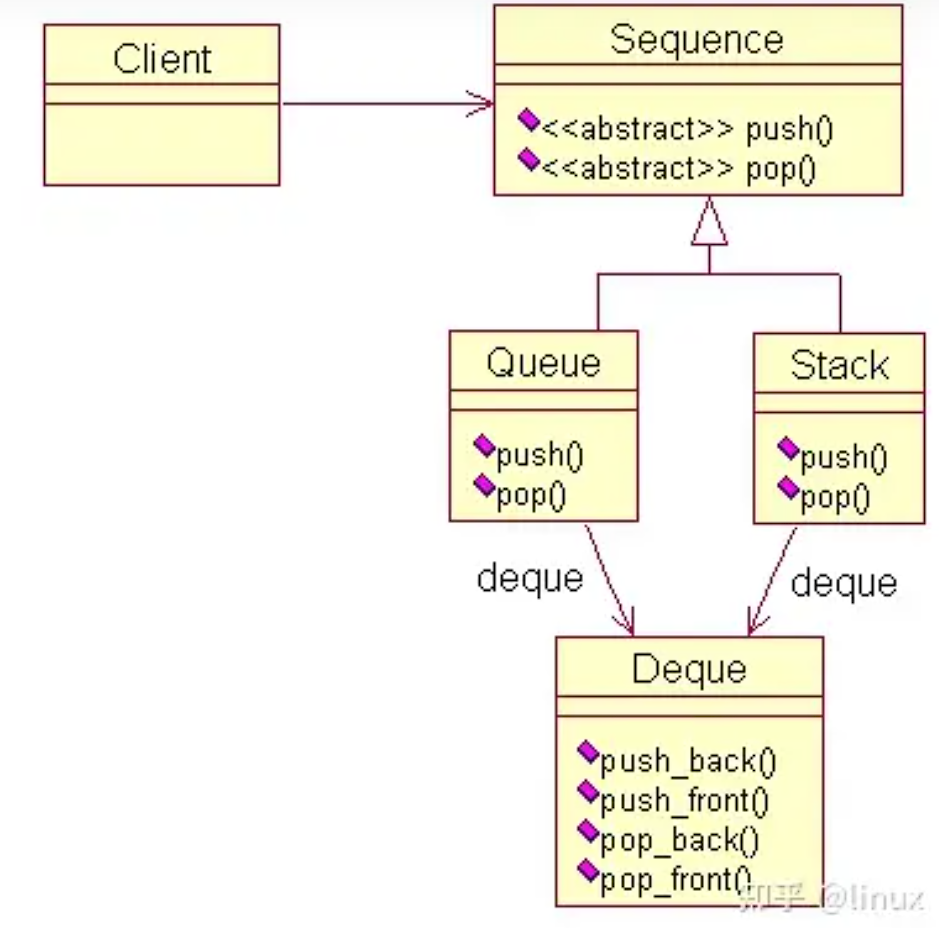 Client
Sequence
<<abstract>> push()
<<abstract>> pop()
Queue
push()
pop()
Stack
push()
pop()
deque
deque
Deque
push_back()
push_front()
pop_back()
pop_front()
知乎 @linux